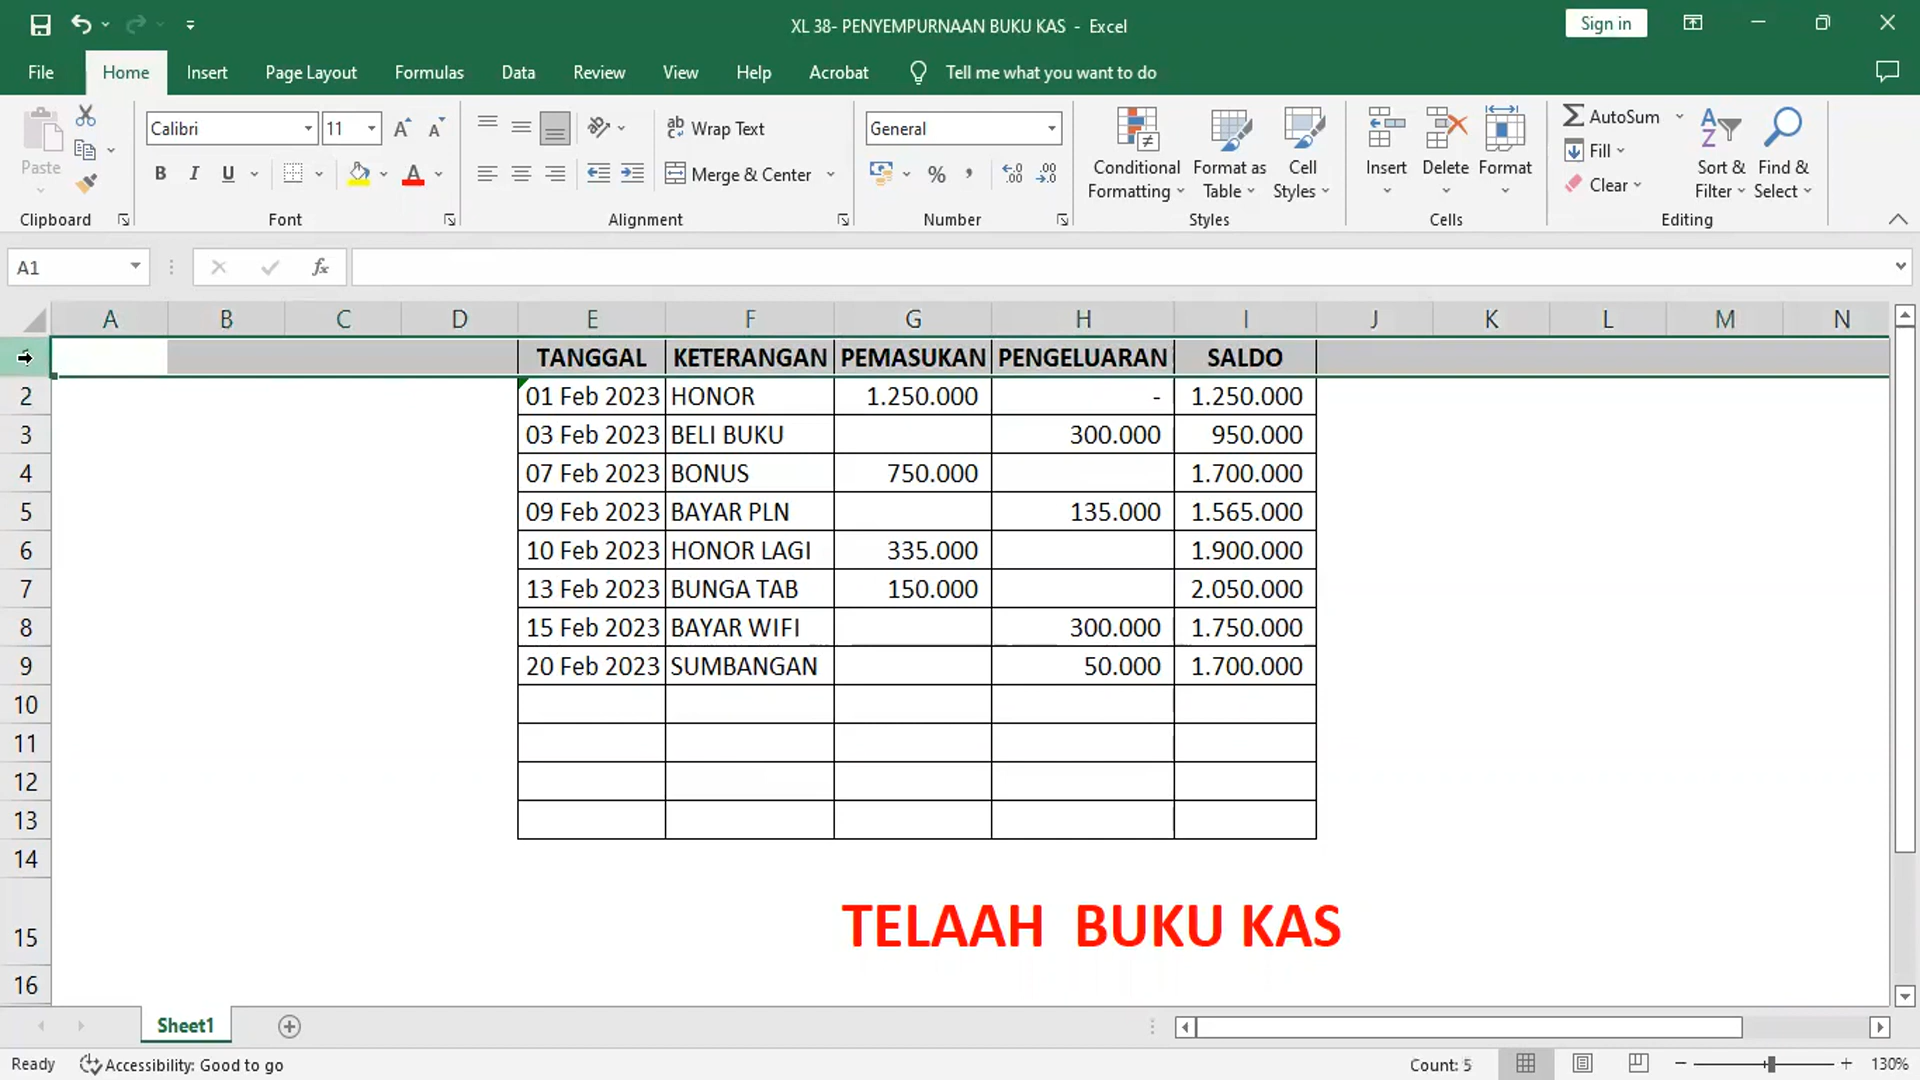 XL 38- PENYEMPURNAAN BUKU KAS - Excel
Sign in
File Home Insert Page Layout Formulas Data Review View Help Acrobat Tell me what you want to do
Calibri 11 Wrap Text General AutoSum
Paste B I U A Merge & Center % , Conditional Formatting Format as Table Cell Styles Insert Delete Format Fill Clear Sort & Filter Find & Select
Clipboard Font Alignment Number Styles Cells Editing
A1 fx
A B C D E F G H I J K L M N
TANGGAL KETERANGAN PEMASUKAN PENGELUARAN SALDO
2 01 Feb 2023 HONOR 1.250.000 - 1.250.000
3 03 Feb 2023 BELI BUKU 300.000 950.000
4 07 Feb 2023 BONUS 750.000 1.700.000
5 09 Feb 2023 BAYAR PLN 135.000 1.565.000
6 10 Feb 2023 HONOR LAGI 335.000 1.900.000
7 13 Feb 2023 BUNGA TAB 150.000 2.050.000
8 15 Feb 2023 BAYAR WIFI 300.000 1.750.000
9 20 Feb 2023 SUMBANGAN 50.000 1.700.000
10
11
12
13
14
15 TELAAH BUKU KAS
16
Sheet1
Ready Accessibility: Good to go Count: 5 130%